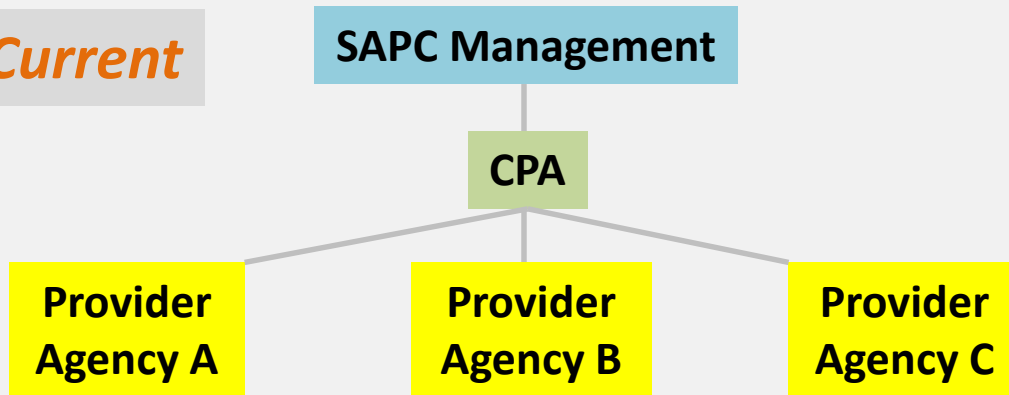 Current
SAPC Management
CPA
Provider
Agency A
Provider
Agency B
Provider
Agency C